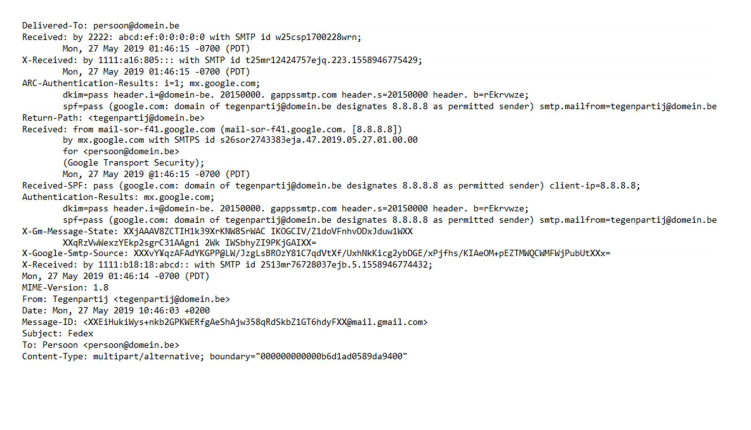 Delivered-To: persoon@domein.be
Received: by 2222: abcd:ef:0:0:0:0:0 with SMTP id w25csp1700228wrn;
Mon, 27 May 2019 01:46:15 -0700 (PDT)
X-Received: by 1111:a16:805::: with SMTP id t25mr12424757ejq.223.1558946775429;
Mon, 27 May 2019 01:46:15 -0700 (PDT)
ARC-Authentication-Results: i=1; mx.google.com;
dkim=pass header.i=@domein-be. 20150000. gappssmtp.com header.s=20150000 header. b=rEkrvwze;
spf=pass (google.com: domain of tegenpartij@domein.be designates 8.8.8.8 as permitted sender) smtp.mailfrom=tegenpartij@domein.be
Return-Path: <tegenpartij@domein.be>
Received: from mail-sor-f41.google.com (mail-sor-f41.google.com. [8.8.8.8])
by mx.google.com with SMTPS id s26sor2743383eja.47.2019.05.27.01.00.00
for <persoon@domein.be>
(Google Transport Security);
Mon, 27 May 2019 @1:46:15 -0700 (PDT)
Received-SPF: pass (google.com: domain of tegenpartij@domein.be designates 8.8.8.8 as permitted sender) client-ip=8.8.8.8;
Authentication-Results: mx.google.com;
dkim=pass header.i=@domein-be. 20150000. gappssmtp.com header.s=20150000 header. b=rEkrvwze;
spf=pass (google.com: domain of tegenpartij@domein.be designates 8.8.8.8 as permitted sender) smtp.mailfrom=tegenpartij@domein.be
X-Gm-Message-State: XXjAAAV8ZCTIH1k39XrKNW8SrWAC IKOGCIV/Z1doVFnhvDDxJduw1WXX
XXqRzVwWexzYEkp2sgrC31AAgni 2Wk IWSbhyZI9PKjGAIXX=
X-Google-Smtp-Source: XXXvY¥qzAFAdYKGPP@LW/JzgLsBROzY81C7qdVtXf/UxhNkKicg2ybDGE/xPjfhs/KIAeOM+pEZTMWQCWMFWjPubUtXXx=
X-Received: by 1111:b18:18:abcd:: with SMTP id 2513mr76728037ejb.5.1558946774432;
Mon, 27 May 2019 01:46:14 -0700 (PDT)
MIME-Version: 1.8
From: Tegenpartij <tegenpartij@domein.be>
Date: Mon, 27 May 2019 10:46:03 +0200
Message-ID: <XXEiHukiWys+nkb2GPKWERfgAeShAjw358qRdSkbZ1GT6hdyFXX@mail.gmail.com>
Subject: Fedex
To: Persoon <persoon@domein.be>
Content-Type: multipart/alternative; boundary="000000000000b6d1ad0589da9400"